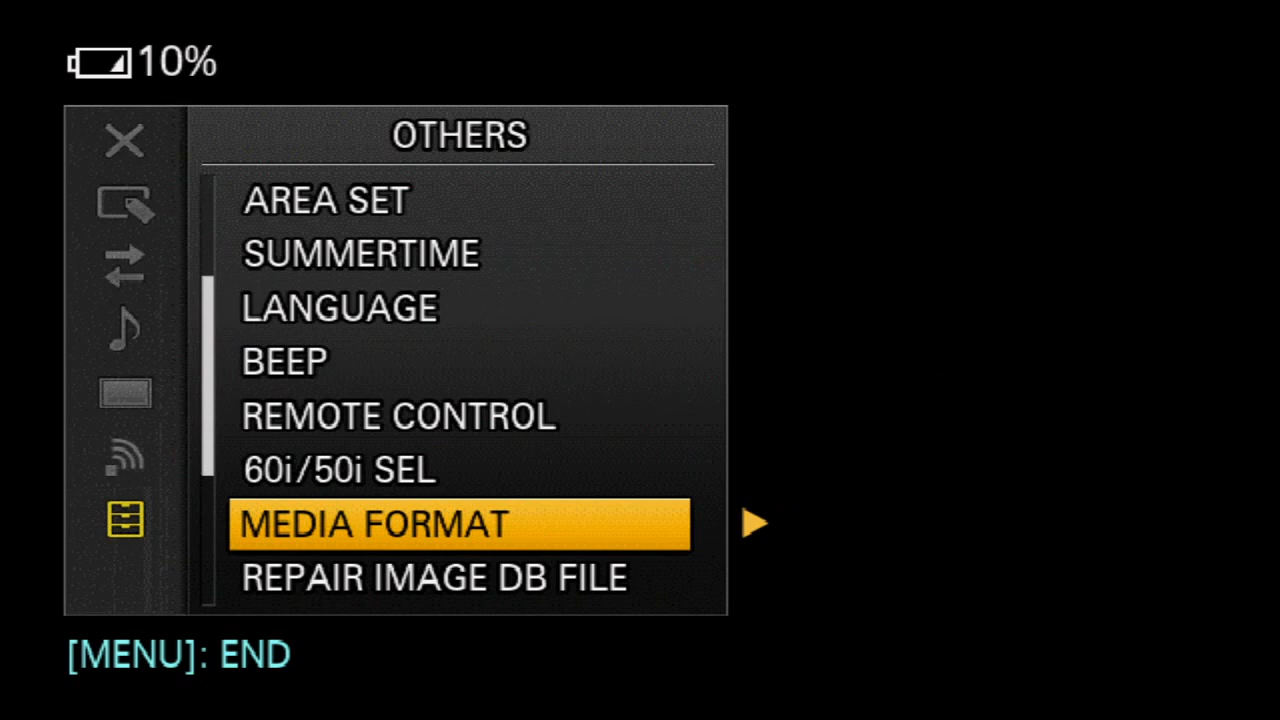 10%
OTHERS
AREA SET
SUMMERTIME
LANGUAGE
BEEP
REMOTE CONTROL
60i/50i SEL
MEDIA FORMAT
REPAIR IMAGE DB FILE
[MENU]: END